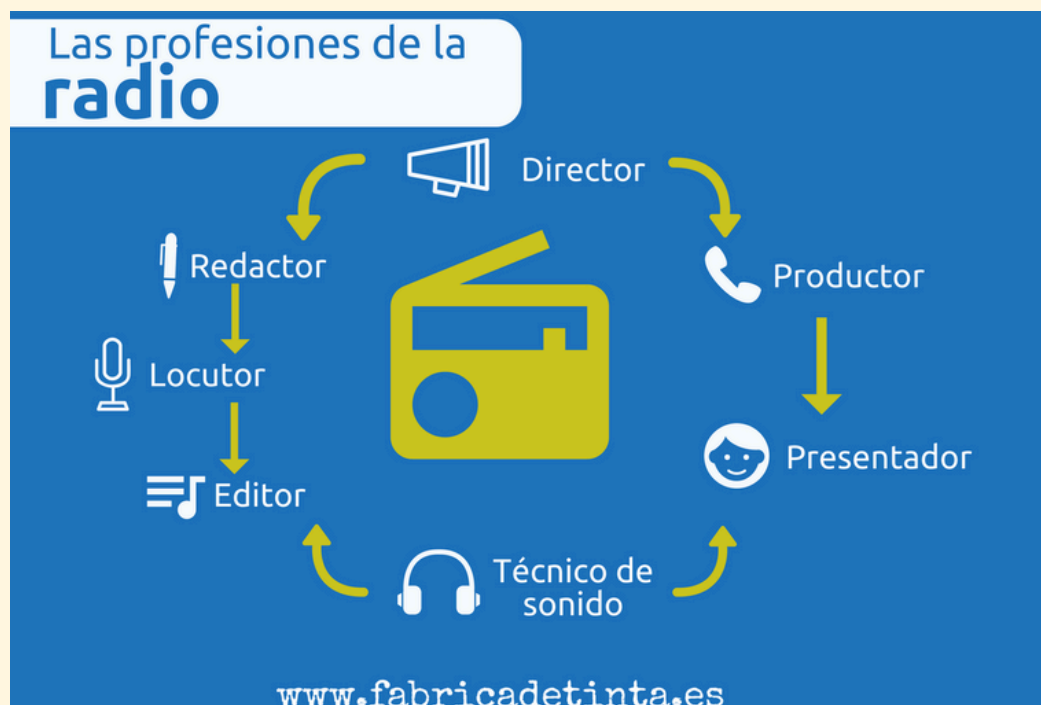 Las profesiones de la
radio
Director
Redactor
Productor
Locutor
Presentador
Editor
Técnico de
sonido
www.fabricadetinta.es